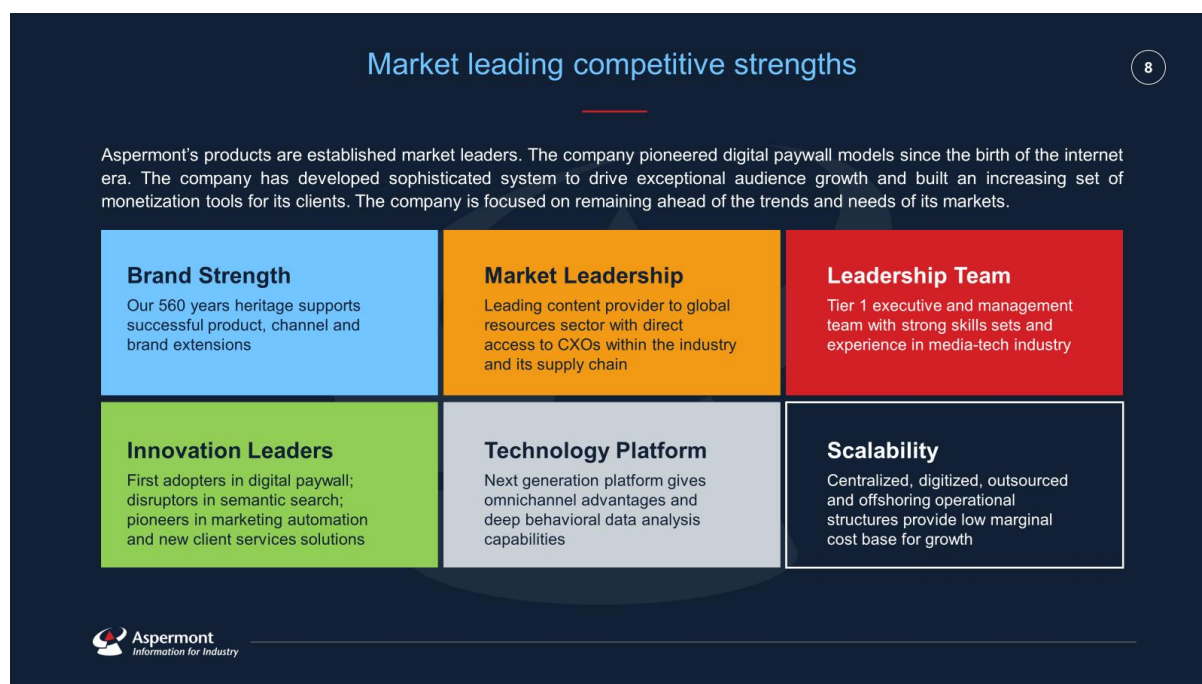 Market leading competitive strengths
8
Aspermont's products are established market leaders. The company pioneered digital paywall models since the birth of the internet
era. The company has developed sophisticated system to drive exceptional audience growth and built an increasing set of
monetization tools for its clients. The company is focused on remaining ahead of the trends and needs of its markets.
Brand Strength
Our 560 years heritage supports
successful product, channel and
brand extensions
Market Leadership
Leading content provider to global
resources sector with direct
access to CXOs within the industry
and its supply chain
Leadership Team
Tier 1 executive and management
team with strong skills sets and
experience in media-tech industry
Innovation Leaders
First adopters in digital paywall;
disruptors in semantic search;
pioneers in marketing automation
and new client services solutions
Technology Platform
Next generation platform gives
omnichannel advantages and
deep behavioral data analysis
capabilities
Scalability
Centralized, digitized, outsourced
and offshoring operational
structures provide low marginal
cost base for growth
Aspermont
Information for Industry